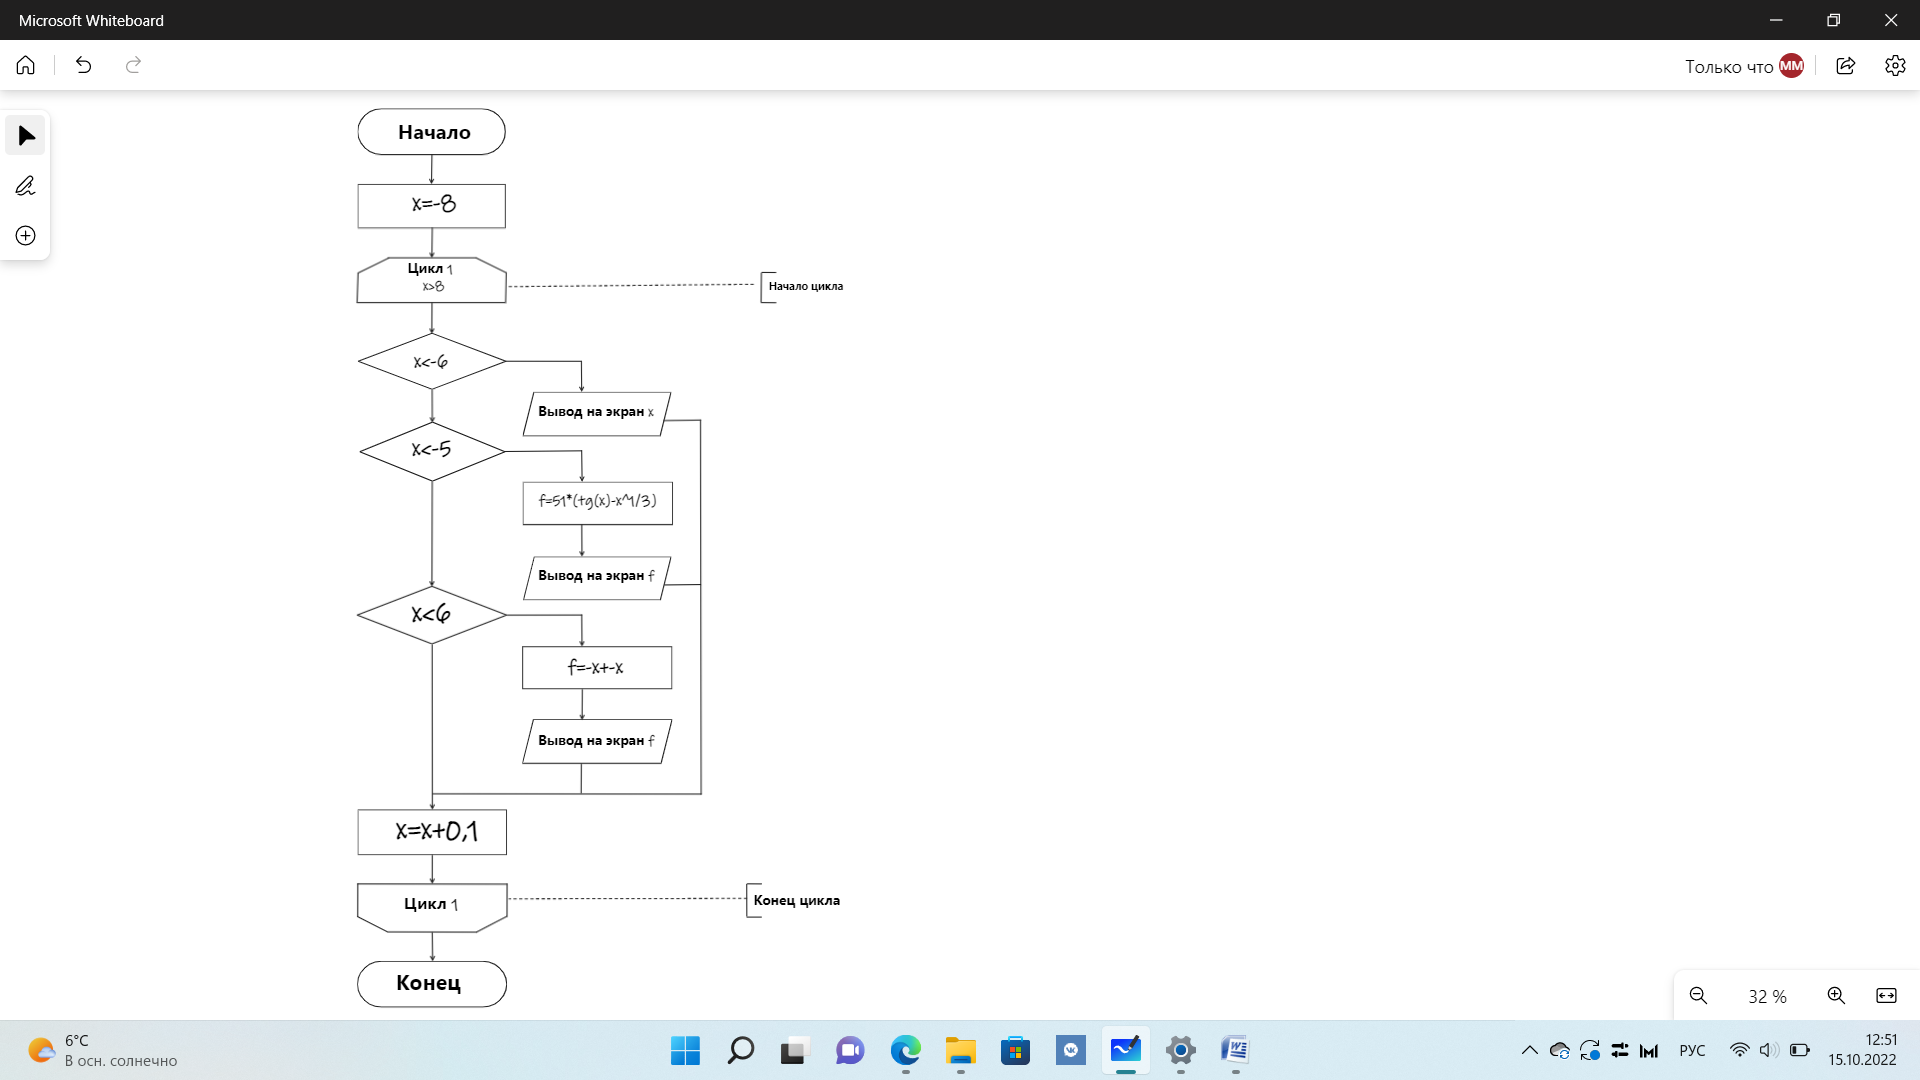 Microsoft Whiteboard
Только что MM
Начало
x=-8
Цикл 1
x>8
Начало цикла
x<-6
Вывод на экран x
x<-5
f=51*(tg(x)-x^1/3)
Вывод на экран f
x<6
f=-x+-x
Вывод на экран f
x=x+0,1
Цикл 1
Конец цикла
Конец
32 %
6°C
В осн. солнечно
РУС
12:51
15.10.2022